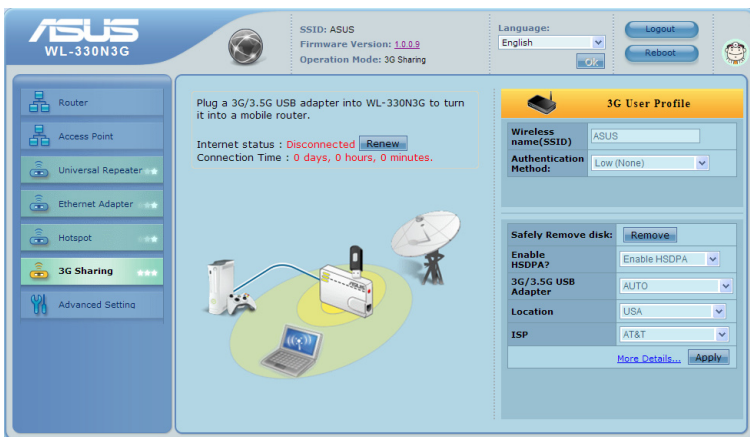 ASUS
WL-330N3G
SSID: ASUS
Firmware Version: 1.0.0.9
Operation Mode: 3G Sharing
Language:
English
OK
Logout
Reboot
Router
Access Point
Universal Repeater
Ethernet Adapter
Hotspot
3G Sharing
Advanced Setting
Plug a 3G/3.5G USB adapter into WL-330N3G to turn
it into a mobile router.
Internet status : Disconnected Renew
Connection Time : 0 days, 0 hours, 0 minutes.
ASUS
3G User Profile
Wireless
name(SSID)
ASUS
Authentication
Method:
Low (None)
Safely Remove disk: Remove
Enable
HSDPA?
Enable HSDPA
3G/3.5G USB
Adapter
AUTO
Location
USA
ISP
AT&T
More Details... Apply